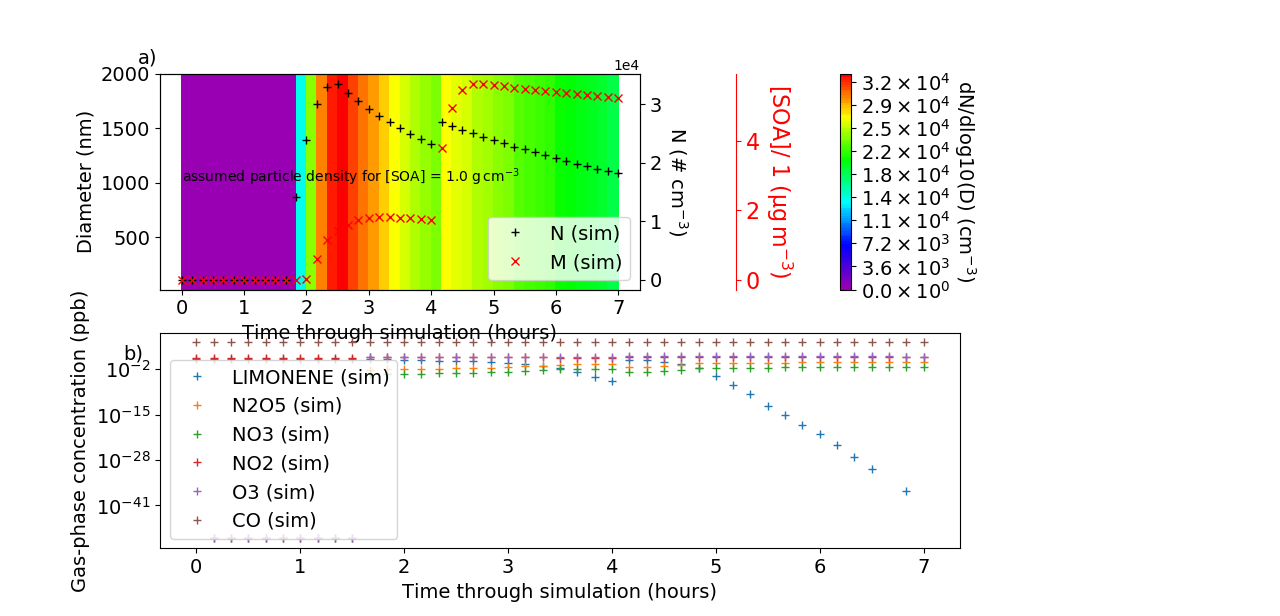 a)
1e4
2000
1500
1000
500
Diameter (nm)
assumed particle density for [SOA] = 1.0 g cm⁻³
N (sim)
M (sim)
3
2
1
0
N (# cm⁻³)
4
2
0
[SOA]/ 1 (µg m⁻³)
3.2 × 10⁴
2.9 × 10⁴
2.5 × 10⁴
2.2 × 10⁴
1.8 × 10⁴
1.4 × 10⁴
1.1 × 10⁴
7.2 × 10³
3.6 × 10³
0.0 × 10⁰
dN/dlog10(D) (cm⁻³)
0 1 2 3 4 5 6 7
Time through simulation (hours)
b)
10⁻²
10⁻¹⁵
10⁻²⁸
10⁻⁴¹
Gas-phase concentration (ppb)
LIMONENE (sim)
N2O5 (sim)
NO3 (sim)
NO2 (sim)
O3 (sim)
CO (sim)
0 1 2 3 4 5 6 7
Time through simulation (hours)